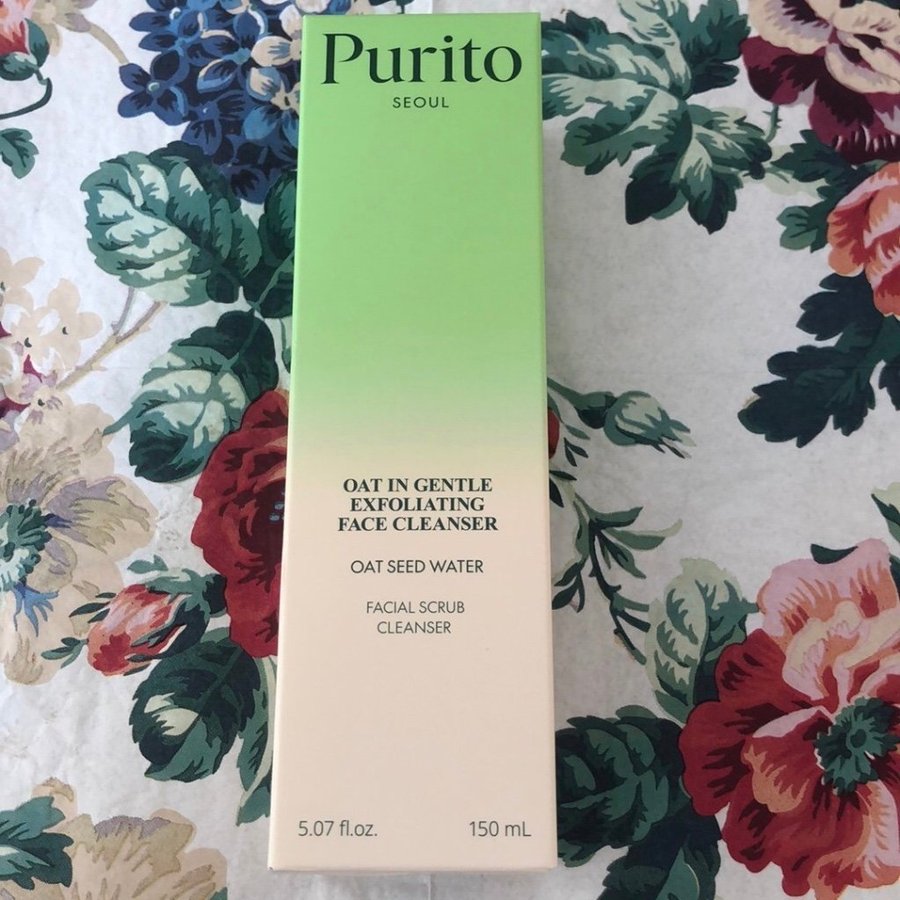 Purito
SEOUL
OAT IN GENTLE
EXFOLIATING
FACE CLEANSER
OAT SEED WATER
FACIAL SCRUB
CLEANSER
5.07 fl.oz. 150 mL